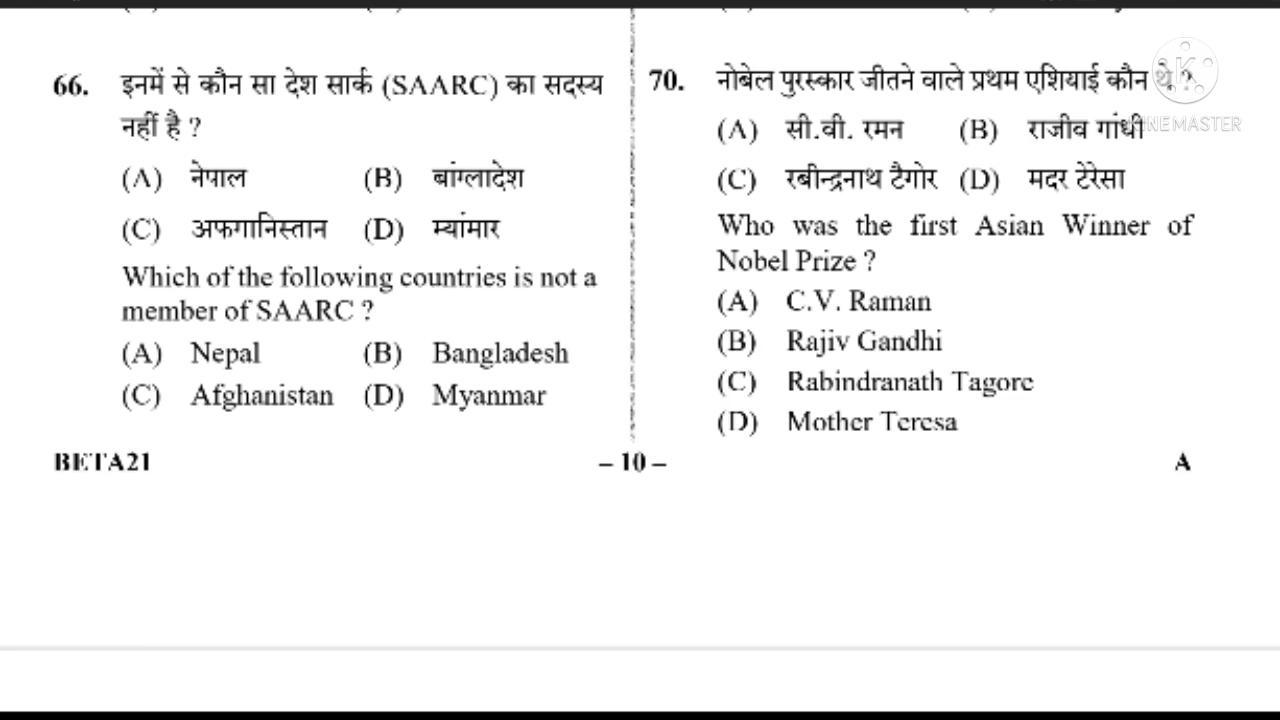 66. इनमें से कौन सा देश सार्क (SAARC) का सदस्य
नहीं है ?
(A) नेपाल (B) बांग्लादेश
(C) अफगानिस्तान (D) म्यांमार
Which of the following countries is not a
member of SAARC ?
(A) Nepal (B) Bangladesh
(C) Afghanistan (D) Myanmar
70. नोबेल पुरस्कार जीतने वाले प्रथम एशियाई कौन थे ?
(A) सी.वी. रमन (B) राजीव गांधी
(C) रबीन्द्रनाथ टैगोर (D) मदर टेरेसा
Who was the first Asian Winner of
Nobel Prize ?
(A) C.V. Raman
(B) Rajiv Gandhi
(C) Rabindranath Tagore
(D) Mother Teresa
BETA21 – 10 – A
K
KINEMASTER